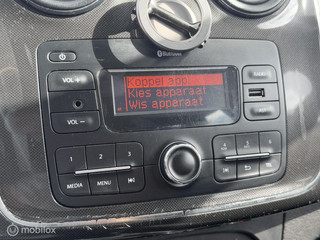 Bluetooth
Koppel app
Kies apparaat
Wis apparaat
RADIO
VOL +
VOL −
1 2 3
4 5 6
MEDIA MENU
© mobilox
Marktplaats